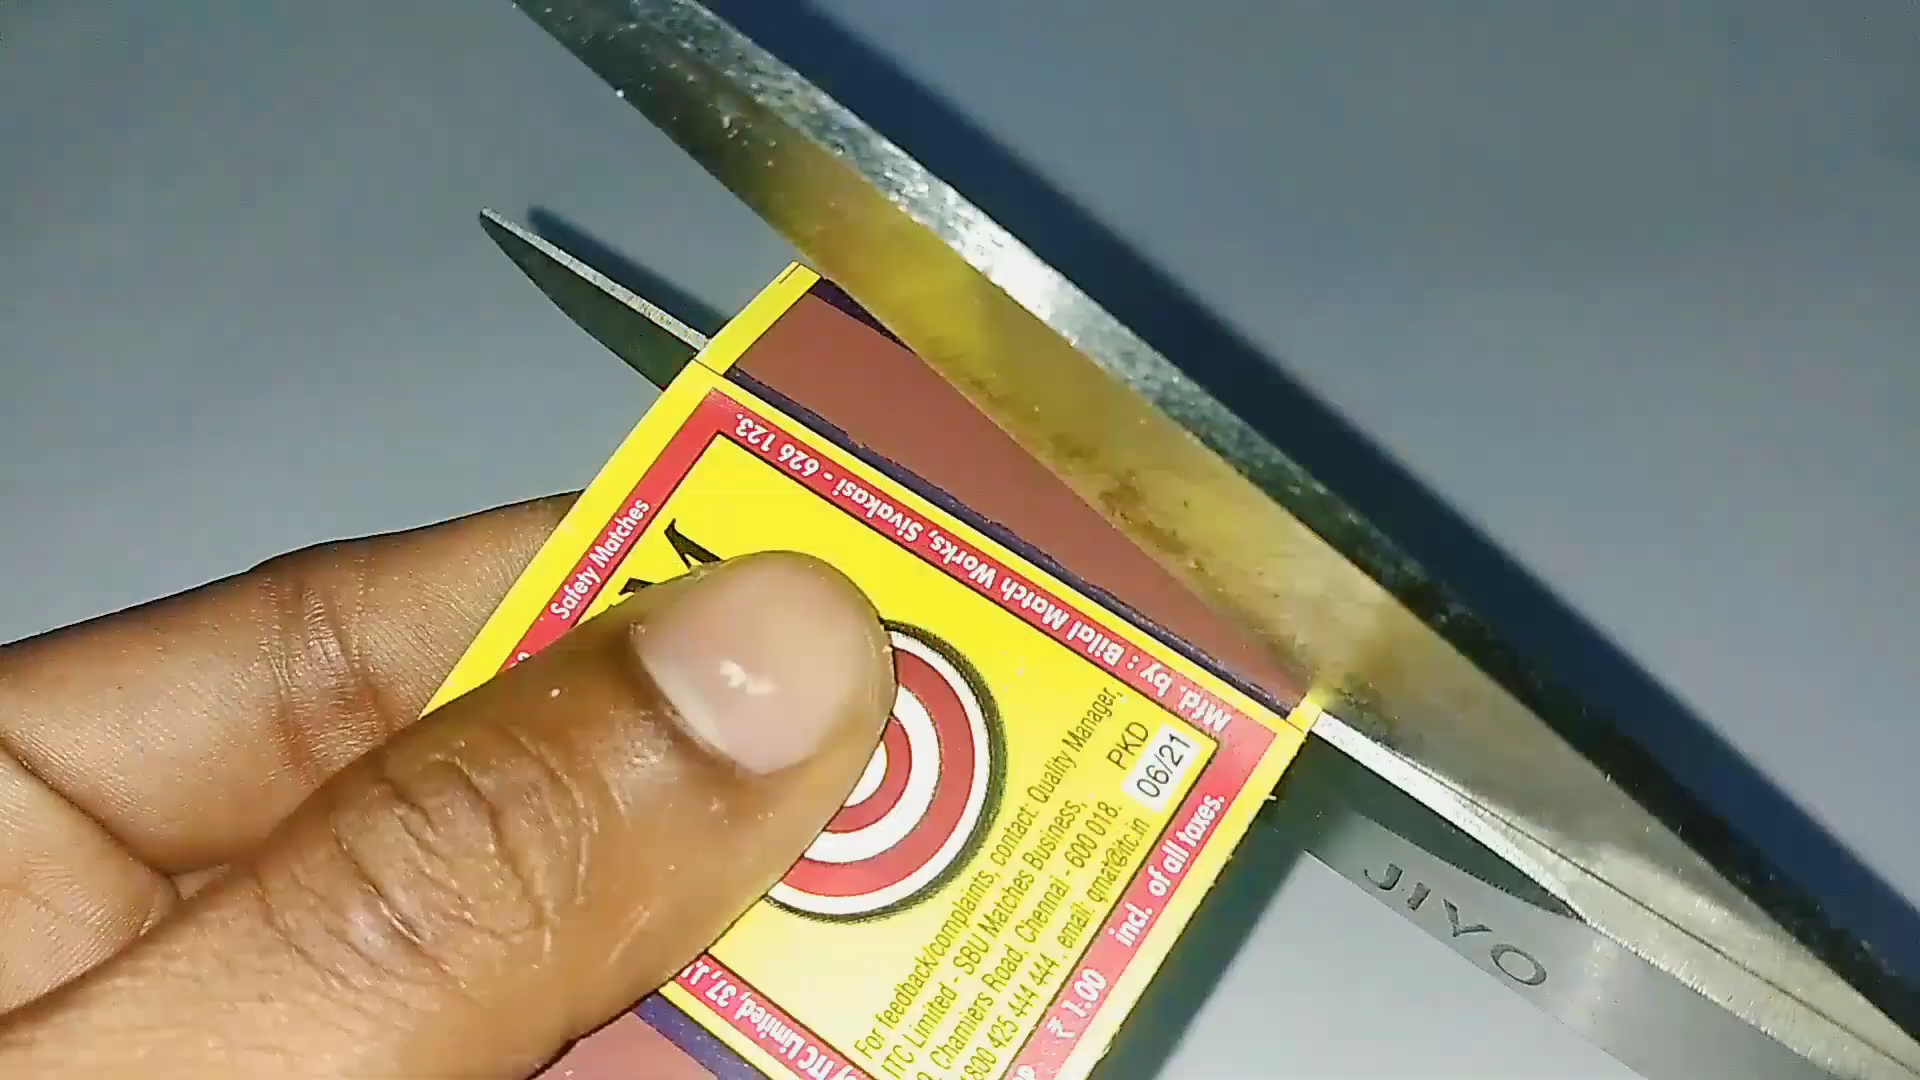 Safety Matches
Mfd. by : Bilal Match Works, Sivakasi - 626 123.
For feedback/complaints, contact: Quality Manager,
ITC Limited - SBU Matches Business,
Chamiers Road, Chennai - 600 018.
1800 425 444 444, email: qmat@itc.in
PKD
06/21
₹ 1.00 incl. of all taxes.
ITC Limited, 37, J.
JIYO